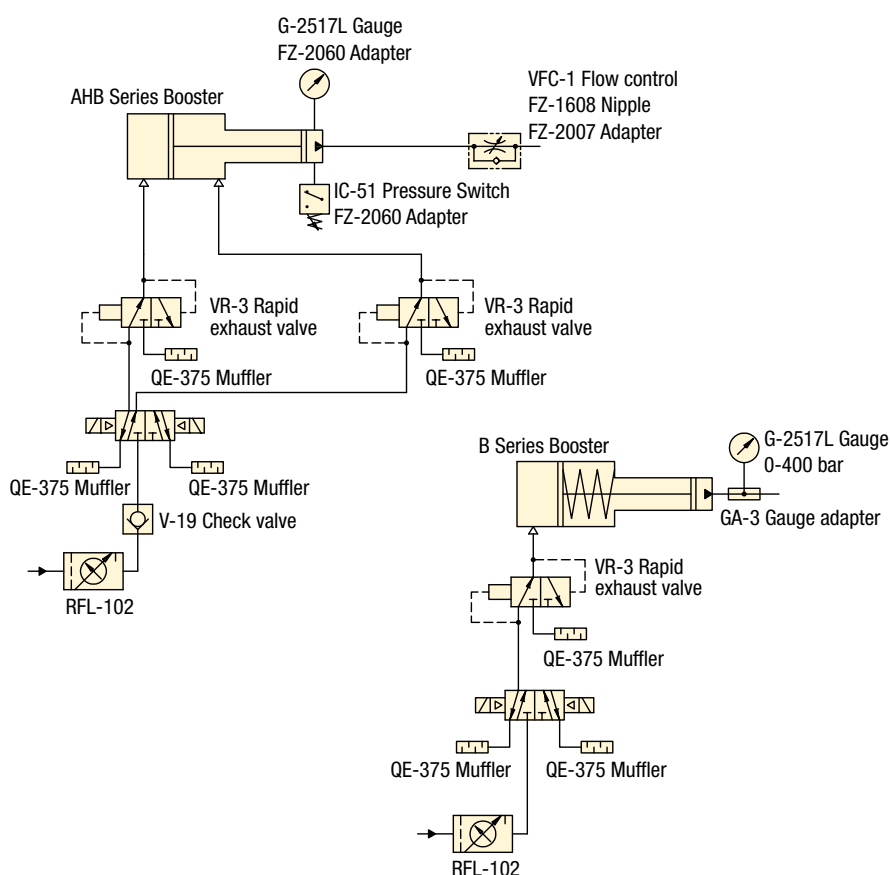 G-2517L Gauge
FZ-2060 Adapter
AHB Series Booster
VFC-1 Flow control
FZ-1608 Nipple
FZ-2007 Adapter
IC-51 Pressure Switch
FZ-2060 Adapter
VR-3 Rapid
exhaust valve
VR-3 Rapid
exhaust valve
QE-375 Muffler
QE-375 Muffler
QE-375 Muffler
QE-375 Muffler
V-19 Check valve
RFL-102
B Series Booster
G-2517L Gauge
0-400 bar
GA-3 Gauge adapter
VR-3 Rapid
exhaust valve
QE-375 Muffler
QE-375 Muffler
QE-375 Muffler
RFL-102